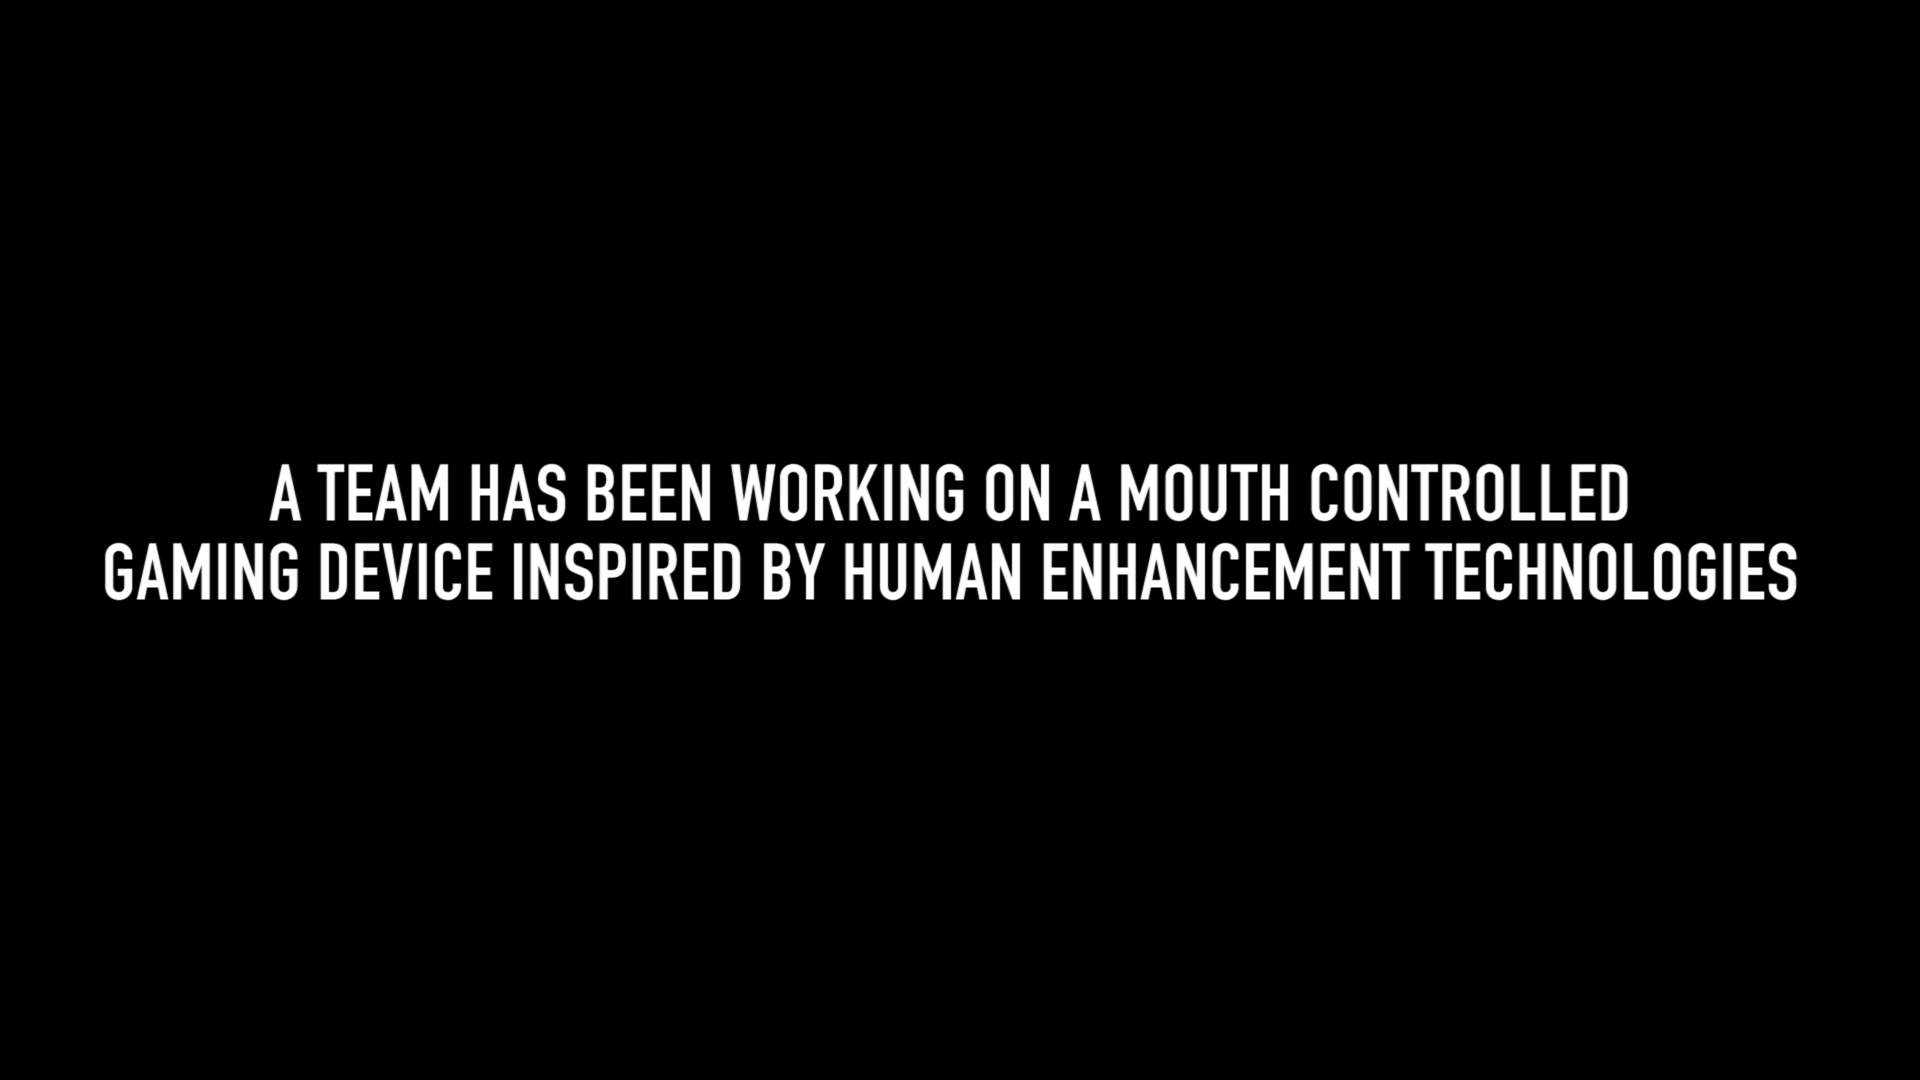 A TEAM HAS BEEN WORKING ON A MOUTH CONTROLLED
GAMING DEVICE INSPIRED BY HUMAN ENHANCEMENT TECHNOLOGIES